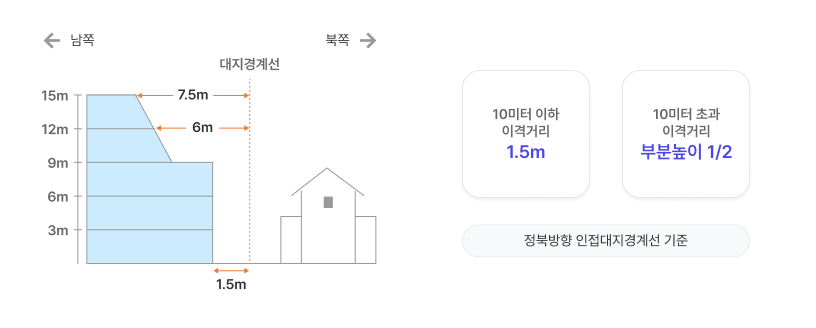 남쪽
북쪽
대지경계선
15m
7.5m
12m
6m
9m
6m
3m
1.5m
10미터 이하
이격거리
1.5m
10미터 초과
이격거리
부분높이 1/2
정북방향 인접대지경계선 기준